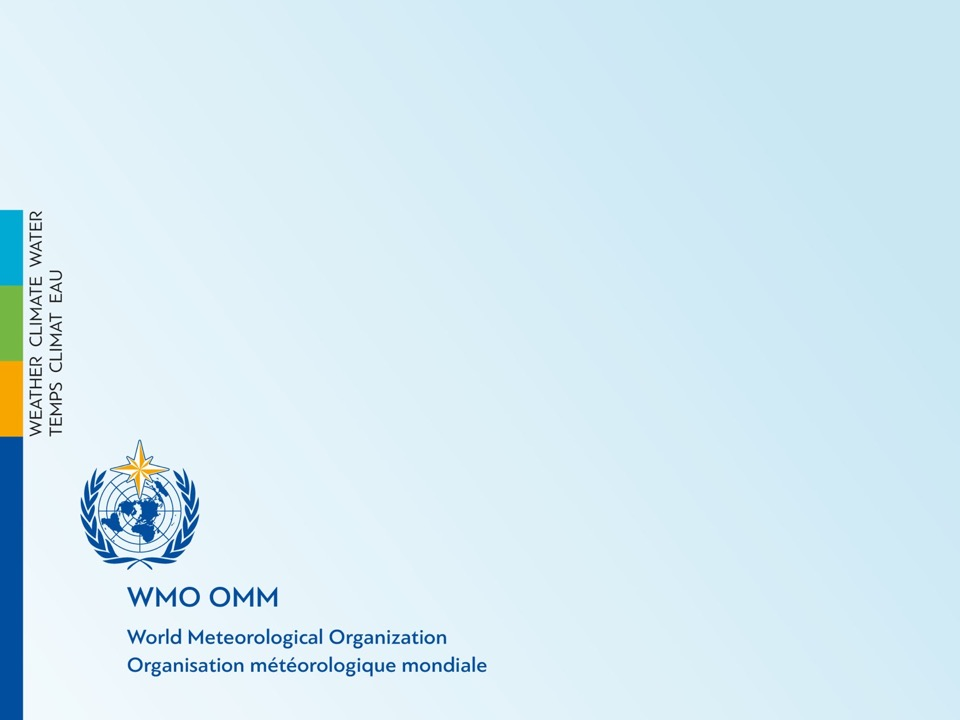 WEATHER CLIMATE WATER
TEMPS CLIMAT EAU
WMO OMM
World Meteorological Organization
Organisation météorologique mondiale